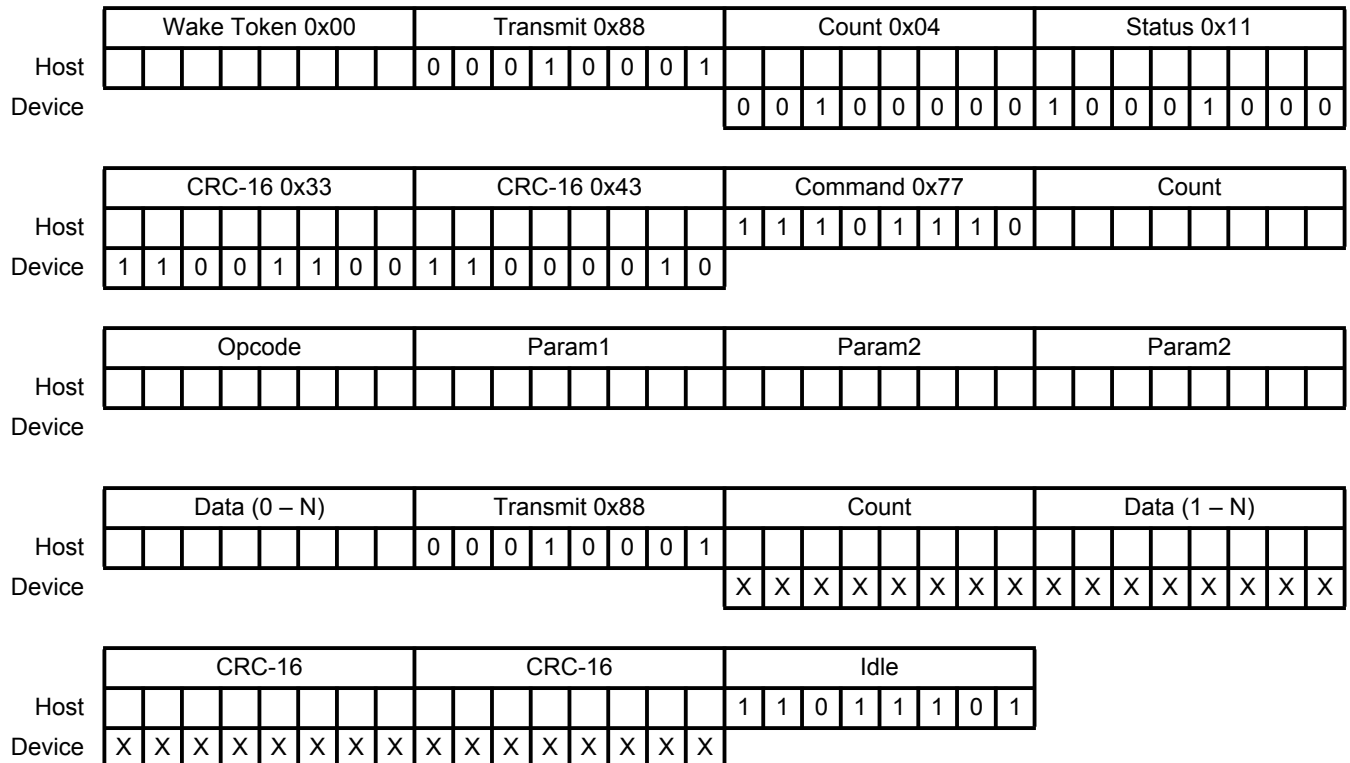 Wake Token 0x00 Transmit 0x88 Count 0x04 Status 0x11
Host 0 0 0 1 0 0 0 1
Device 0 0 1 0 0 0 0 0 1 0 0 0 1 0 0 0
CRC-16 0x33 CRC-16 0x43 Command 0x77 Count
Host 1 1 1 0 1 1 1 0
Device 1 1 0 0 1 1 0 0 1 1 0 0 0 0 1 0
Opcode Param1 Param2 Param2
Host
Device
Data (0 – N) Transmit 0x88 Count Data (1 – N)
Host 0 0 0 1 0 0 0 1
Device X X X X X X X X X X X X X X X X
CRC-16 CRC-16 Idle
Host 1 1 0 1 1 1 0 1
Device X X X X X X X X X X X X X X X X